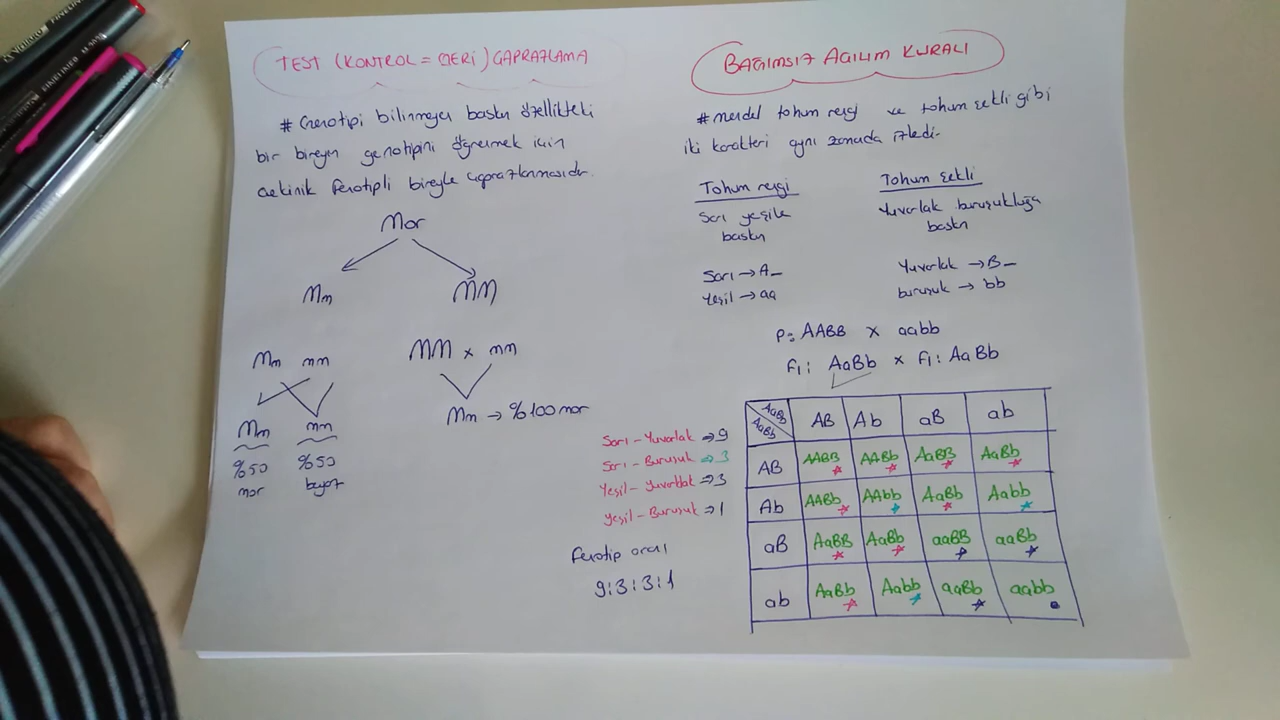 TEST (KONTROL = GERİ) ÇAPRAZLAMA
# Genotipi bilinmeyen baskın özellikteki
bir bireyin genotipini öğrenmek için
çekinik fenotipli bireyle çaprazlanmasıdır.
Mor
Mm MM
Mm mm
Mm mm
%50 %50
mor beyaz
MM x mm
Mm → %100 mor
BAĞIMSIZ AÇILIM KURALI
# mendel tohum rengi ve tohum şekli gibi
iki karakteri aynı zamanda izledi.
Tohum rengi
Sarı yeşile
baskın
Sarı → A_
Yeşil → aa
Tohum şekli
Yuvarlak buruşukluğa
baskın
Yuvarlak → B_
buruşuk → bb
P: AABB x aabb
F1: AaBb x F1: AaBb
Sarı - Yuvarlak → 9
Sarı - Buruşuk → 3
Yeşil - Yuvarlak → 3
Yeşil - Buruşuk → 1
Fenotip oranı
9:3:3:1
AaBb AaBb AB Ab aB ab
AB AABB AABb AaBB AaBb
Ab AABb AAbb AaBb Aabb
aB AaBB AaBb aaBB aaBb
ab AaBb Aabb aaBb aabb